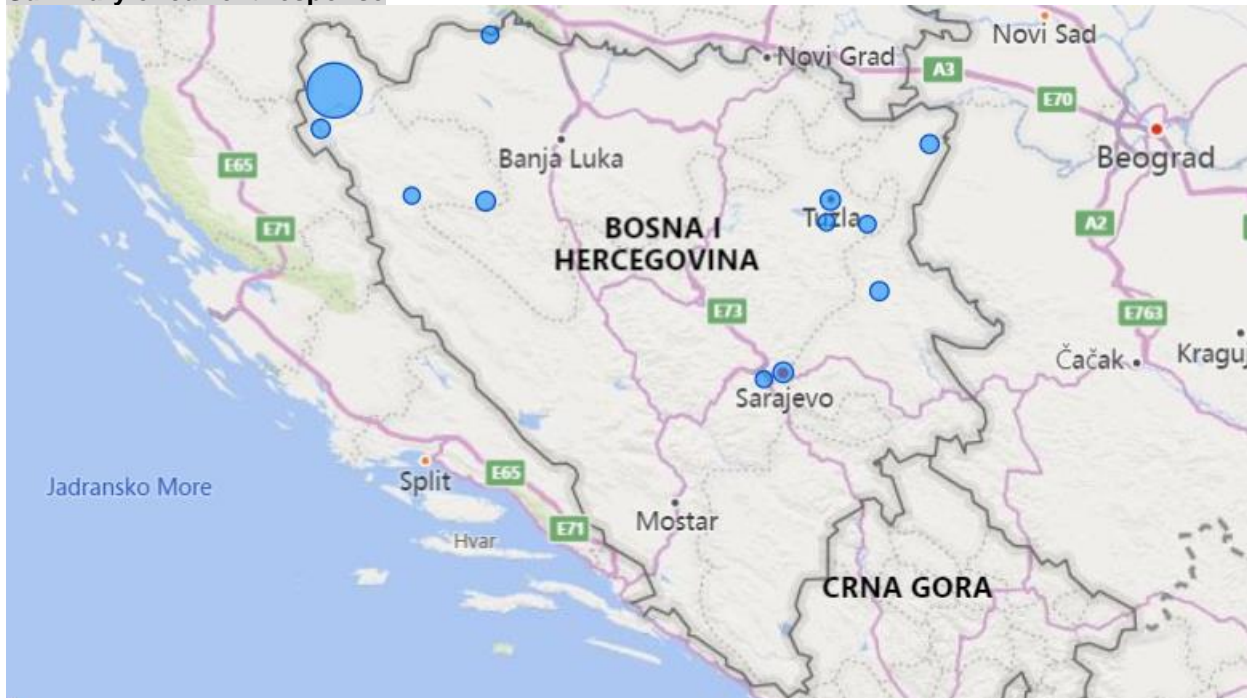 Novi Sad
Novi Grad
A3
E70
Beograd
Banja Luka
E65
E71
Tuzla
A2
BOSNA I
HERCEGOVINA
E73
E763
Čačak
Sarajevo
Split
E65
Jadransko More
Mostar
E71
Hvar
CRNA GORA